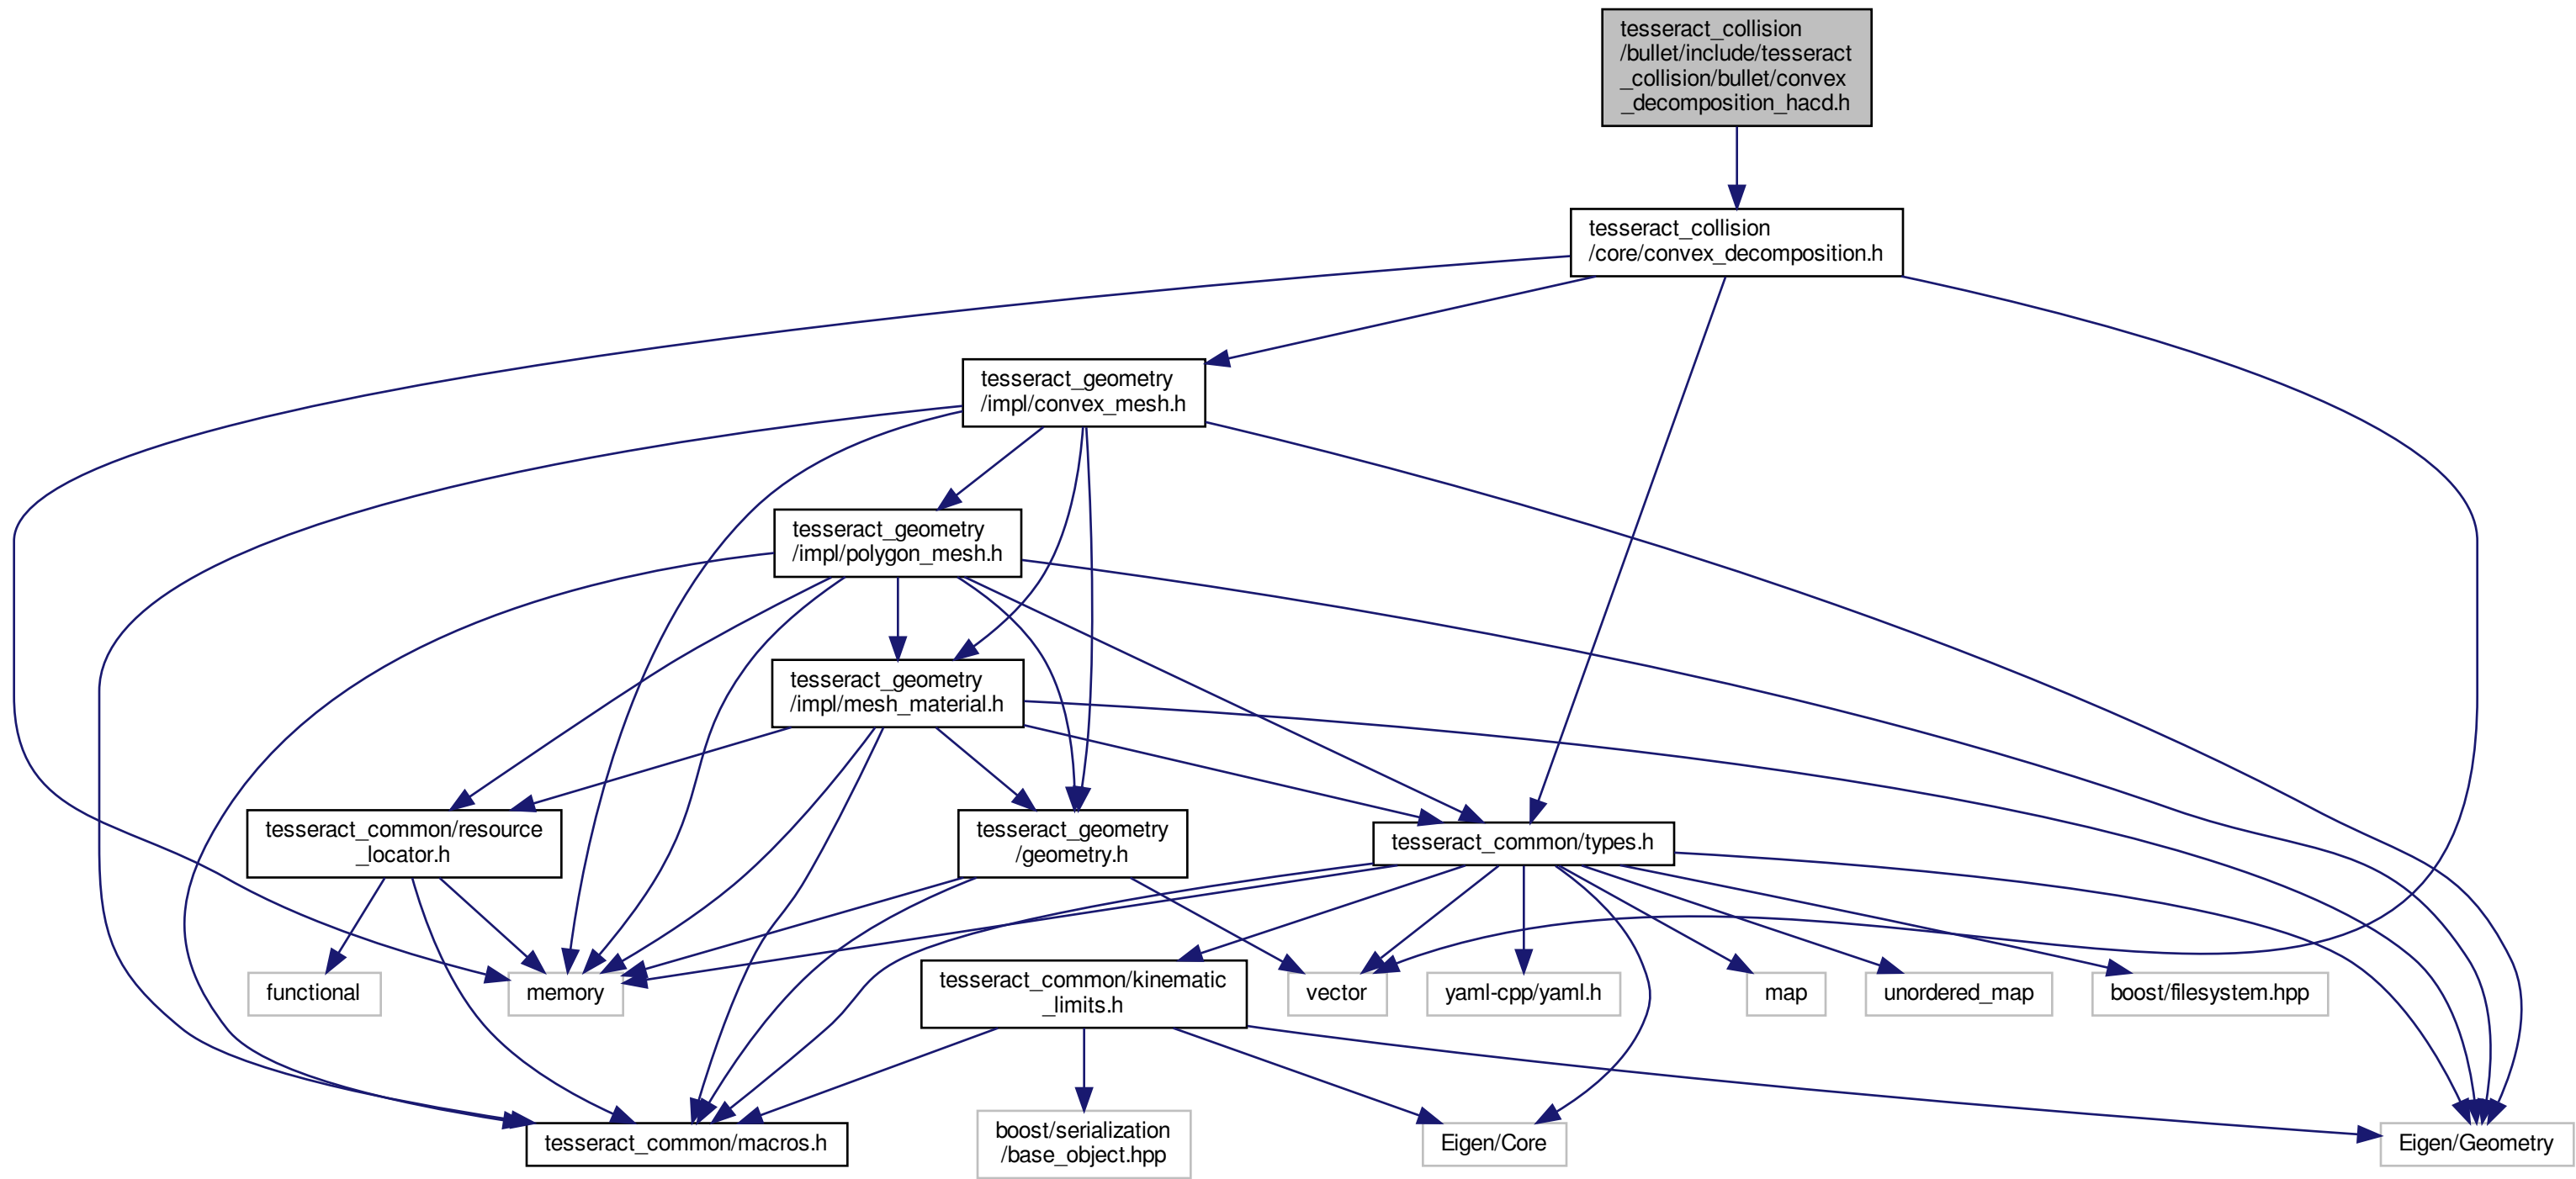 tesseract_collision
/bullet/include/tesseract
_collision/bullet/convex
_decomposition_hacd.h
tesseract_collision
/core/convex_decomposition.h
tesseract_geometry
/impl/convex_mesh.h
tesseract_geometry
/impl/polygon_mesh.h
tesseract_geometry
/impl/mesh_material.h
tesseract_common/resource
_locator.h
tesseract_geometry
/geometry.h
tesseract_common/types.h
functional
memory
tesseract_common/kinematic
_limits.h
vector
yaml-cpp/yaml.h
map
unordered_map
boost/filesystem.hpp
tesseract_common/macros.h
boost/serialization
/base_object.hpp
Eigen/Core
Eigen/Geometry